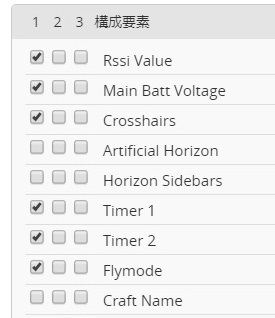 1 2 3 構成要素
Rssi Value
Main Batt Voltage
Crosshairs
Artificial Horizon
Horizon Sidebars
Timer 1
Timer 2
Flymode
Craft Name